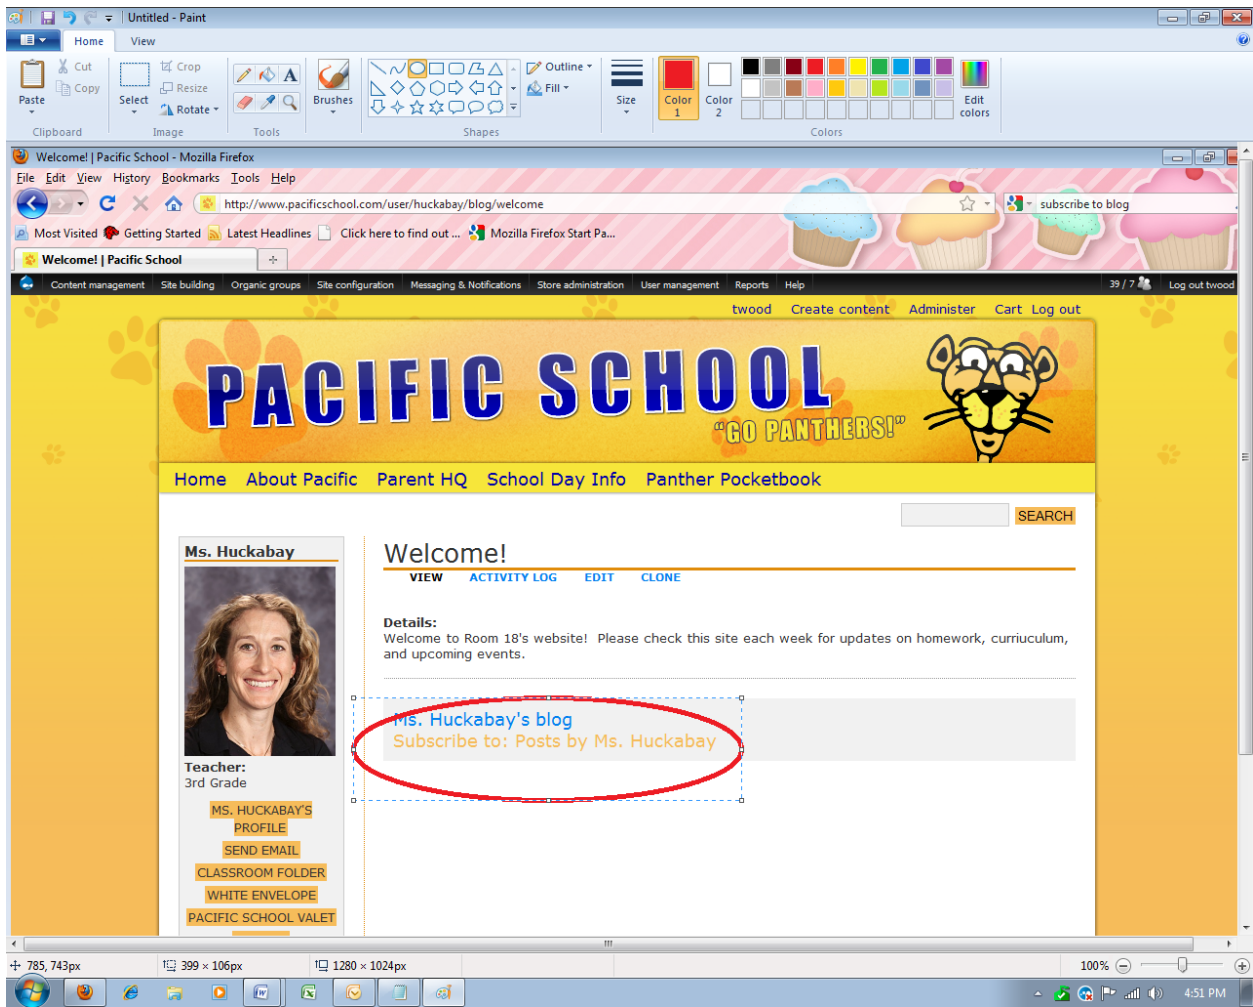 Untitled - Paint
Home View
Cut
Copy
Paste
Clipboard
Select
Crop
Resize
Rotate
Image
A
Tools
Brushes
Outline
Fill
Shapes
Size
Color
1
Color
2
Edit
colors
Colors
Welcome! | Pacific School - Mozilla Firefox
File Edit View History Bookmarks Tools Help
http://www.pacificschool.com/user/huckabay/blog/welcome
subscribe to blog
Most Visited Getting Started Latest Headlines Click here to find out ... Mozilla Firefox Start Pa...
Welcome! | Pacific School
Content management Site building Organic groups Site configuration Messaging & Notifications Store administration User management Reports Help 39 / 7 Log out twood
twood Create content Administer Cart Log out
PACIFIC SCHOOL
"GO PANTHERS!"
Home About Pacific Parent HQ School Day Info Panther Pocketbook
SEARCH
Ms. Huckabay
Teacher:
3rd Grade
MS. HUCKABAY'S
PROFILE
SEND EMAIL
CLASSROOM FOLDER
WHITE ENVELOPE
PACIFIC SCHOOL VALET
Welcome!
VIEW ACTIVITY LOG EDIT CLONE
Details:
Welcome to Room 18's website! Please check this site each week for updates on homework, curriuculum,
and upcoming events.
Ms. Huckabay's blog
Subscribe to: Posts by Ms. Huckabay
785, 743px 399 × 106px 1280 × 1024px 100%
4:51 PM